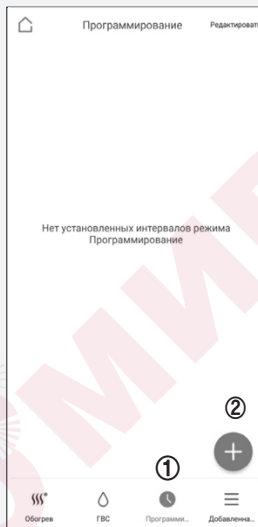 Программирование Редактироват
Нет установленных интервалов режима
Программирование
②
①
Обогрев ГВС Программи... Добавленна...